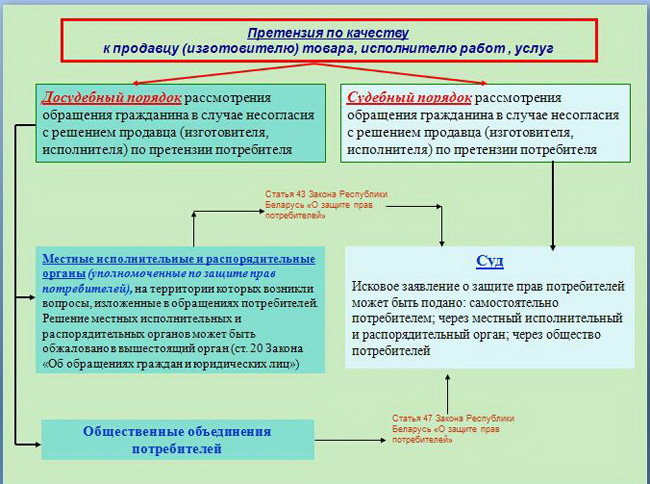 Претензия по качеству
к продавцу (изготовителю) товара, исполнителю работ , услуг
Досудебный порядок рассмотрения
обращения гражданина в случае несогласия
с решением продавца (изготовителя,
исполнителя) по претензии потребителя
Судебный порядок рассмотрения
обращения гражданина в случае несогласия
с решением продавца (изготовителя,
исполнителя) по претензии потребителя
Статья 43 Закона Республики
Беларусь «О защите прав
потребителей»
Местные исполнительные и распорядительные
органы (уполномоченные по защите прав
потребителей), на территории которых возникли
вопросы, изложенные в обращениях потребителей.
Решение местных исполнительных и
распорядительных органов может быть
обжаловано в вышестоящий орган (ст. 20 Закона
«Об обращениях граждан и юридических лиц»)
Суд
Исковое заявление о защите прав потребителей
может быть подано: самостоятельно
потребителем; через местный исполнительный
и распорядительный орган; через общество
потребителей
Статья 47 Закона Республики
Беларусь «О защите прав
потребителей»
Общественные объединения
потребителей